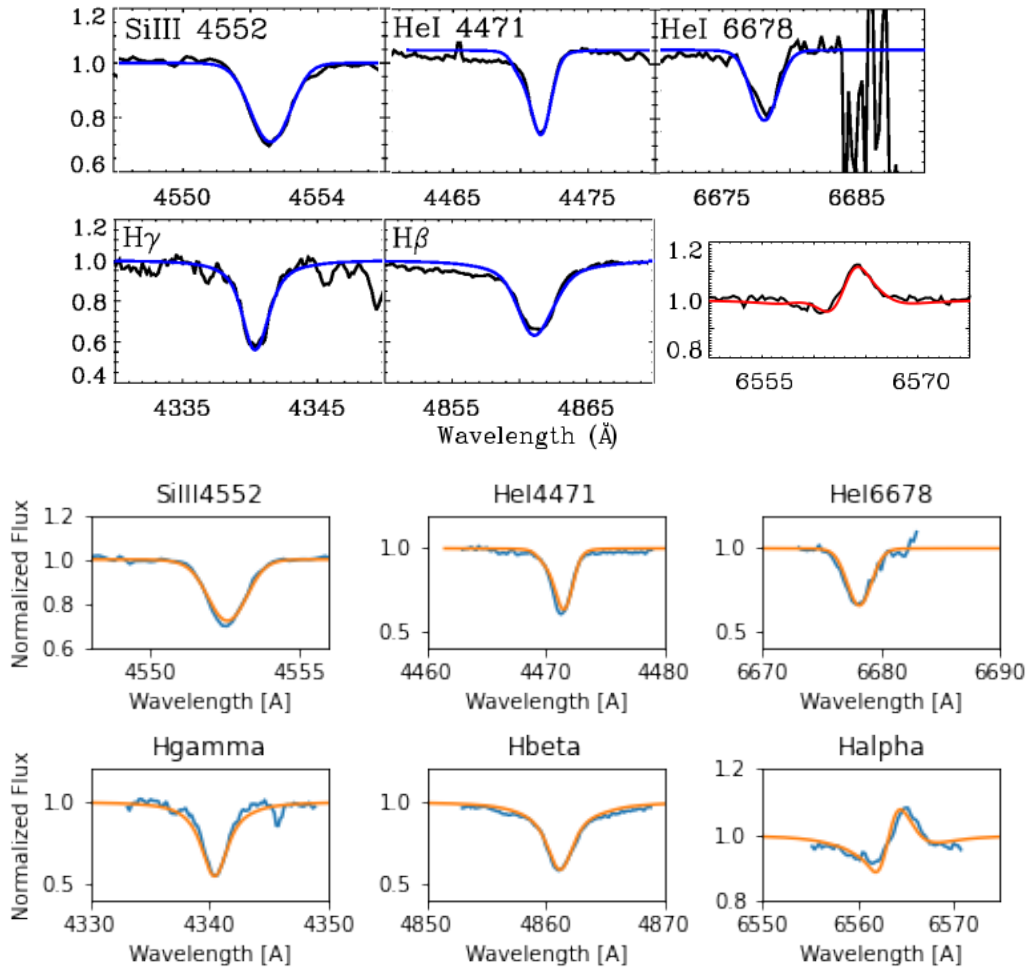 SiIII 4552 HeI 4471 HeI 6678
1.2
1.0
0.8
0.6
4550 4554 4465 4475 6675 6685
Hγ Hβ
1.2
1.0
0.8
0.6
0.4
1.2
1.0
0.8
4335 4345 4855 4865 6555 6570
Wavelength (Å)
SiIII4552 HeI4471 HeI6678
Normalized Flux
1.2
1.0
0.8
0.6
1.0
0.5
1.0
0.5
4550 4555 4460 4470 4480 6670 6680 6690
Wavelength [A] Wavelength [A] Wavelength [A]
Hgamma Hbeta Halpha
Normalized Flux
1.0
0.5
1.0
0.5
1.2
1.0
0.8
4330 4340 4350 4850 4860 4870 6550 6560 6570
Wavelength [A] Wavelength [A] Wavelength [A]